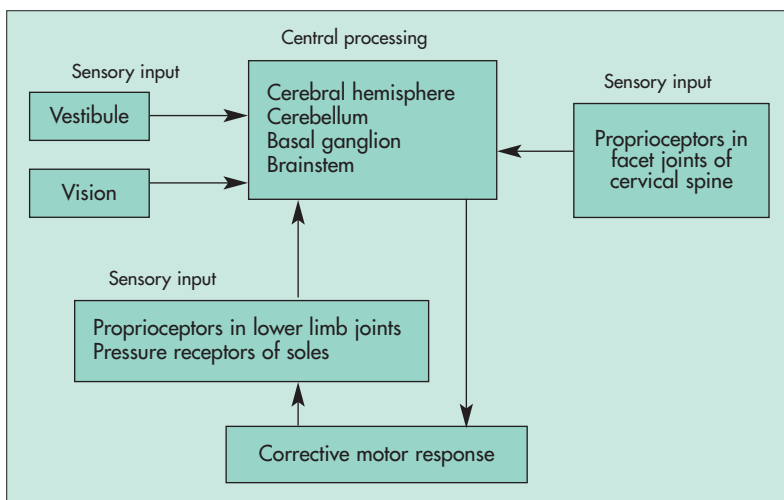 Central processing
Sensory input
Vestibule
Vision
Cerebral hemisphere
Cerebellum
Basal ganglion
Brainstem
Sensory input
Proprioceptors in
facet joints of
cervical spine
Sensory input
Proprioceptors in lower limb joints
Pressure receptors of soles
Corrective motor response